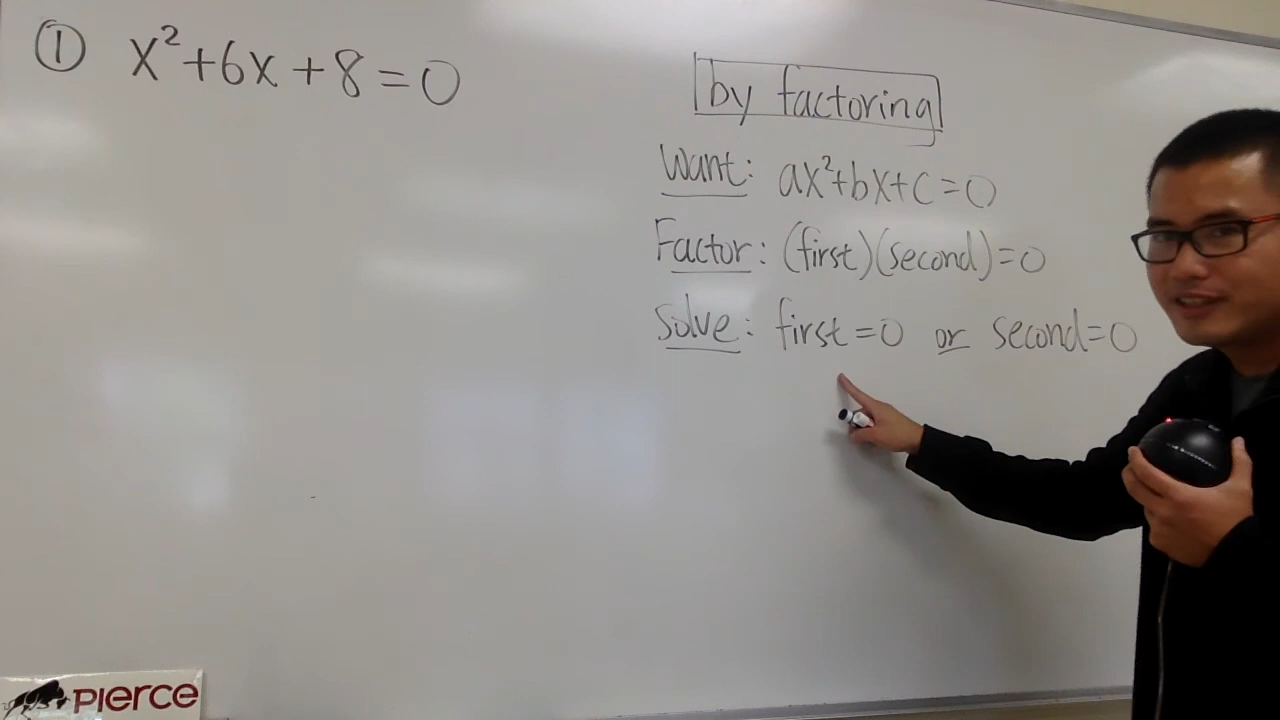 ① x²+6x+8=0
by factoring
Want: ax²+bx+c=0
Factor: (first)(second)=0
Solve: first=0 or second=0
PIERCE